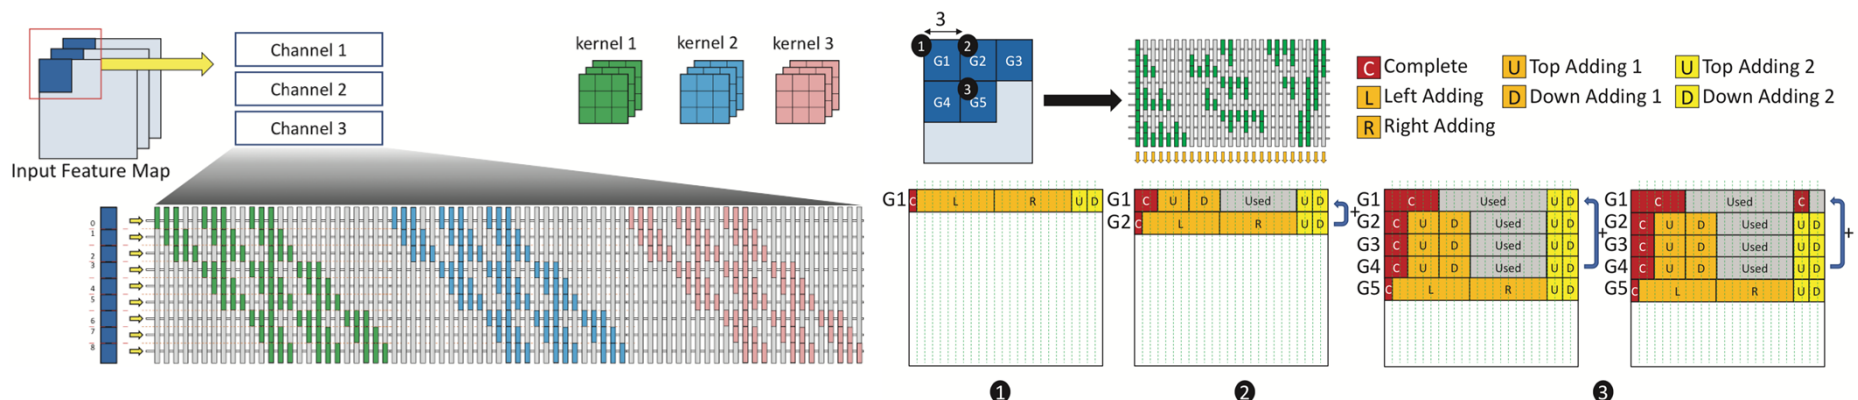 Channel 1
Channel 2
Channel 3
Input Feature Map
kernel 1 kernel 2 kernel 3
0
1
2
3
4
5
6
7
8
3
1 2
G1 G2 G3
3
G4 G5
C Complete U Top Adding 1 U Top Adding 2
L Left Adding D Down Adding 1 D Down Adding 2
R Right Adding
G1 C L R U D
1
G1 C U D Used U D
G2 C L R U D
+
2
G1 C Used U D
G2 C U D Used U D
G3 C U D Used U D
G4 C U D Used U D
G5 C L R U D
+
G1 C Used C
G2 C U D Used U D
G3 C U D Used U D
G4 C U D Used U D
G5 C L R U D
+
3